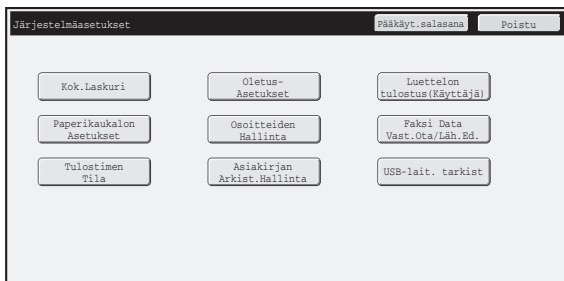 Järjestelmäasetukset Pääkäyt.salasana Poistu
Kok.Laskuri
Oletus-
Asetukset
Luettelon
tulostus(Käyttäjä)
Paperikaukalon
Asetukset
Osoitteiden
Hallinta
Faksi Data
Vast.Ota/Läh.Ed.
Tulostimen
Tila
Asiakirjan
Arkist.Hallinta
USB-lait. tarkist